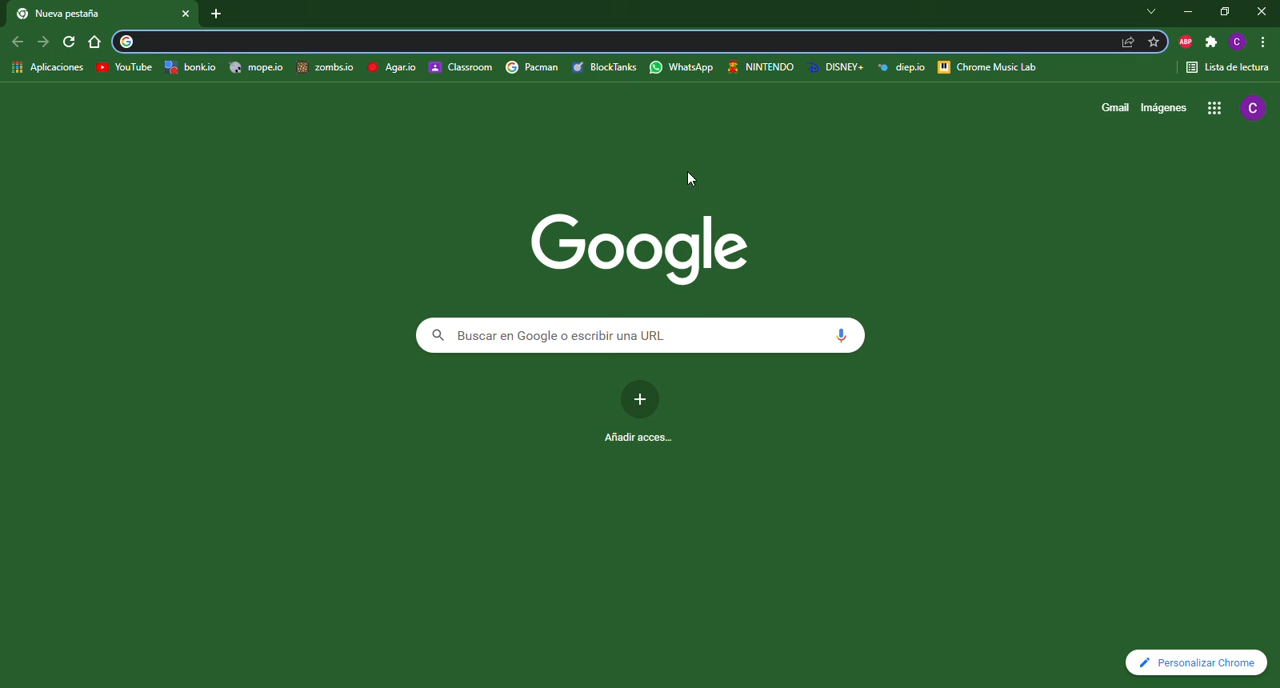 Nueva pestaña
Aplicaciones YouTube bonk.io mope.io zombs.io Agar.io Classroom Pacman BlockTanks WhatsApp NINTENDO DISNEY+ diep.io Chrome Music Lab Lista de lectura
ABP C
Gmail Imágenes C
Google
Buscar en Google o escribir una URL
Añadir acces...
Personalizar Chrome